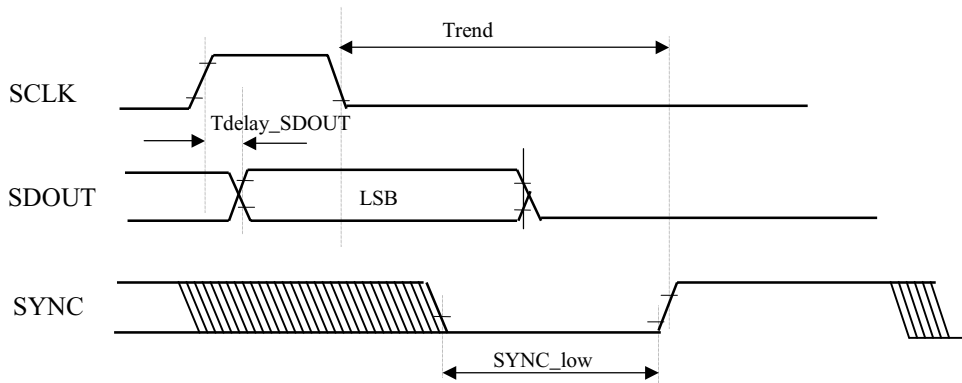 Trend
SCLK
Tdelay_SDOUT
SDOUT
LSB
SYNC
SYNC_low